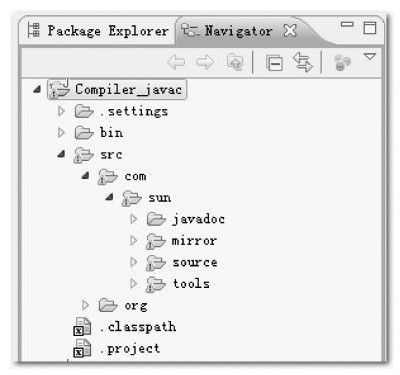 Package Explorer Navigator
Compiler_javac
.settings
bin
src
com
sun
javadoc
mirror
source
tools
org
.classpath
.project